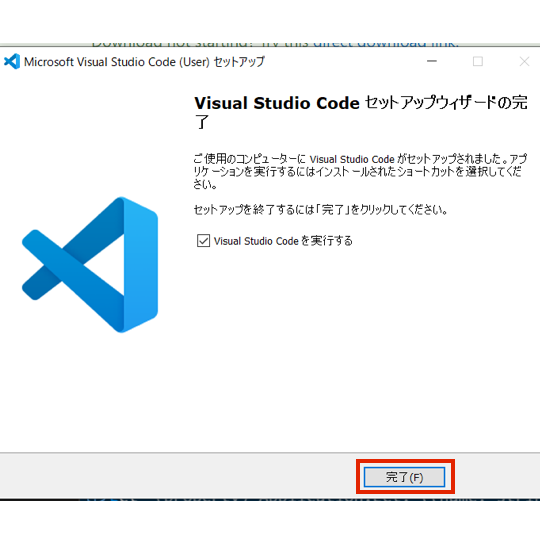 Download not starting? Try this direct download link.
Microsoft Visual Studio Code (User) セットアップ
Visual Studio Code セットアップウィザードの完
了
ご使用のコンピューターに Visual Studio Code がセットアップされました。アプ
リケーションを実行するにはインストールされたショートカットを選択してくだ
さい。
セットアップを終了するには「完了」をクリックしてください。
Visual Studio Code を実行する
完了(F)